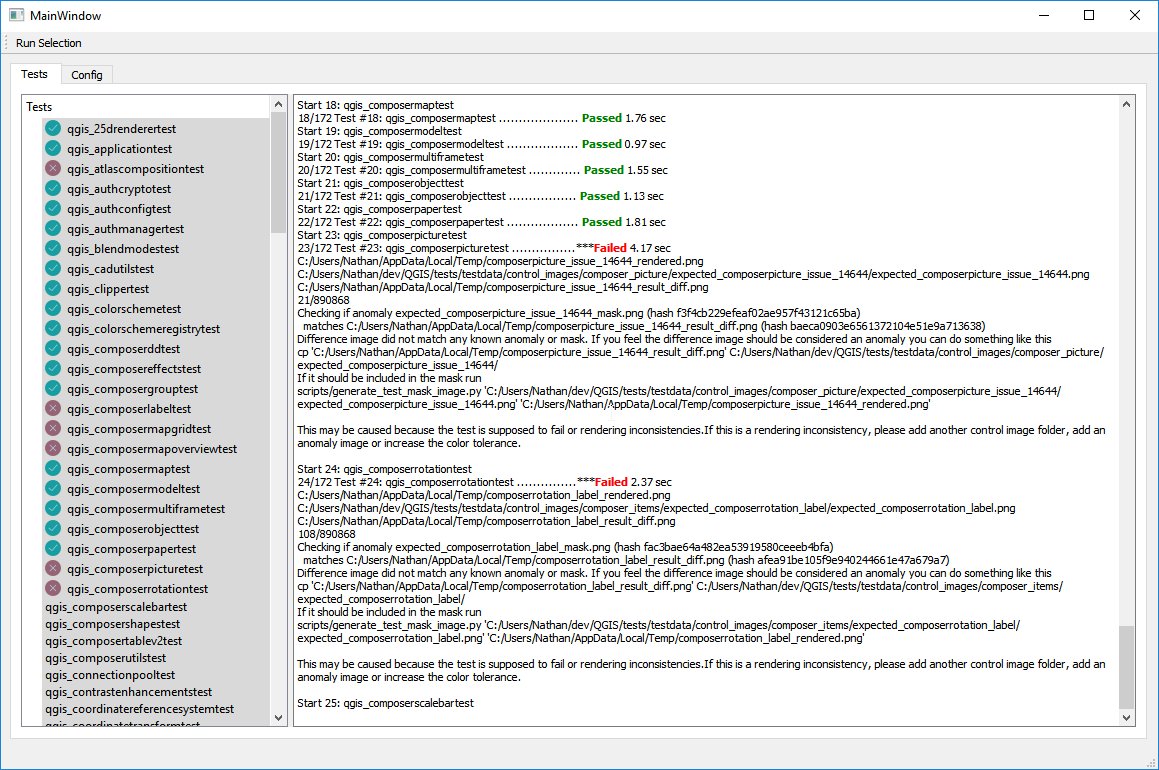 MainWindow
Run Selection
Tests
Config
Tests
qgis_25drenderertest
qgis_applicationtest
qgis_atlascompositiontest
qgis_authcryptotest
qgis_authconfigtest
qgis_authmanagertest
qgis_blendmodestest
qgis_cadutilstest
qgis_clippertest
qgis_colorschemetest
qgis_colorschemeregistrytest
qgis_composerddtest
qgis_composereffectstest
qgis_composergrouptest
qgis_composerlabeltest
qgis_composermapgridtest
qgis_composermapoverviewtest
qgis_composermaptest
qgis_composermodeltest
qgis_composermultiframetest
qgis_composerobjecttest
qgis_composerpapertest
qgis_composerpicturetest
qgis_composerrotationtest
qgis_composerscalebartest
qgis_composershapestest
qgis_composertablev2test
qgis_composerutilstest
qgis_connectionpooltest
qgis_contrastenhancementstest
qgis_coordinatereferencesystemtest
qgis_coordinatetransformtest
Start 18: qgis_composermaptest
18/172 Test #18: qgis_composermaptest ................... Passed 1.76 sec
Start 19: qgis_composermodeltest
19/172 Test #19: qgis_composermodeltest ................. Passed 0.97 sec
Start 20: qgis_composermultiframetest
20/172 Test #20: qgis_composermultiframetest ............ Passed 1.55 sec
Start 21: qgis_composerobjecttest
21/172 Test #21: qgis_composerobjecttest ................ Passed 1.13 sec
Start 22: qgis_composerpapertest
22/172 Test #22: qgis_composerpapertest ................. Passed 1.81 sec
Start 23: qgis_composerpicturetest
23/172 Test #23: qgis_composerpicturetest ...............***Failed 4.17 sec
C:/Users/Nathan/AppData/Local/Temp/composerpicture_issue_14644_rendered.png
C:/Users/Nathan/dev/QGIS/tests/testdata/control_images/composer_picture/expected_composerpicture_issue_14644/expected_composerpicture_issue_14644.png
C:/Users/Nathan/AppData/Local/Temp/composerpicture_issue_14644_result_diff.png
21/890868
Checking if anomaly expected_composerpicture_issue_14644_mask.png (hash f3f4cb229efeaf02ae957f43121c65ba)
matches C:/Users/Nathan/AppData/Local/Temp/composerpicture_issue_14644_result_diff.png (hash baeca0903e6561372104e51e9a713638)
Difference image did not match any known anomaly or mask. If you feel the difference image should be considered an anomaly you can do something like this
cp 'C:/Users/Nathan/AppData/Local/Temp/composerpicture_issue_14644_result_diff.png' C:/Users/Nathan/dev/QGIS/tests/testdata/control_images/composer_picture/
expected_composerpicture_issue_14644/
If it should be included in the mask run
scripts/generate_test_mask_image.py 'C:/Users/Nathan/dev/QGIS/tests/testdata/control_images/composer_picture/expected_composerpicture_issue_14644/
expected_composerpicture_issue_14644.png' 'C:/Users/Nathan/AppData/Local/Temp/composerpicture_issue_14644_rendered.png'
This may be caused because the test is supposed to fail or rendering inconsistencies.If this is a rendering inconsistency, please add another control image folder, add an
anomaly image or increase the color tolerance.
Start 24: qgis_composerrotationtest
24/172 Test #24: qgis_composerrotationtest ..............***Failed 2.37 sec
C:/Users/Nathan/AppData/Local/Temp/composerrotation_label_rendered.png
C:/Users/Nathan/dev/QGIS/tests/testdata/control_images/composer_items/expected_composerrotation_label/expected_composerrotation_label.png
C:/Users/Nathan/AppData/Local/Temp/composerrotation_label_result_diff.png
108/890868
Checking if anomaly expected_composerrotation_label_mask.png (hash fac3bae64a482ea53919580ceeeb4bfa)
matches C:/Users/Nathan/AppData/Local/Temp/composerrotation_label_result_diff.png (hash afea91be105f9e940244661e47a679a7)
Difference image did not match any known anomaly or mask. If you feel the difference image should be considered an anomaly you can do something like this
cp 'C:/Users/Nathan/AppData/Local/Temp/composerrotation_label_result_diff.png' C:/Users/Nathan/dev/QGIS/tests/testdata/control_images/composer_items/
expected_composerrotation_label/
If it should be included in the mask run
scripts/generate_test_mask_image.py 'C:/Users/Nathan/dev/QGIS/tests/testdata/control_images/composer_items/expected_composerrotation_label/
expected_composerrotation_label.png' 'C:/Users/Nathan/AppData/Local/Temp/composerrotation_label_rendered.png'
This may be caused because the test is supposed to fail or rendering inconsistencies.If this is a rendering inconsistency, please add another control image folder, add an
anomaly image or increase the color tolerance.
Start 25: qgis_composerscalebartest